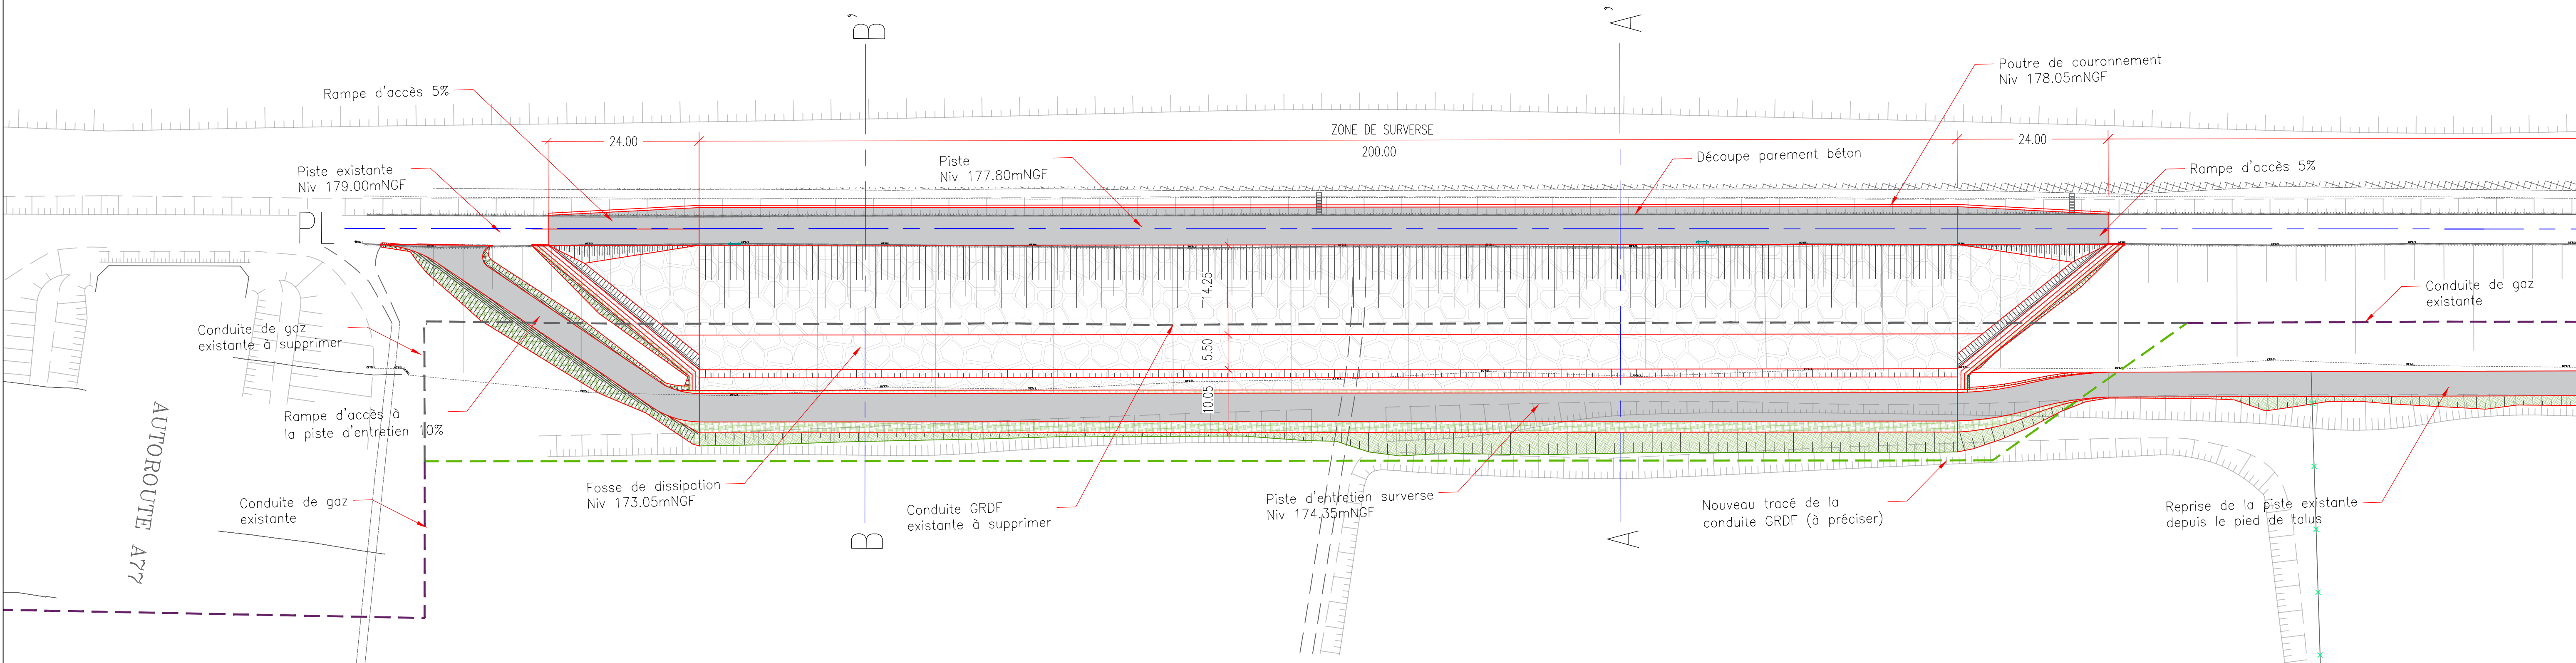 B'
A'
Poutre de couronnement
Niv 178.05mNGF
Rampe d'accès 5%
ZONE DE SURVERSE
24.00
200.00
24.00
Piste existante
Niv 179.00mNGF
Piste
Niv 177.80mNGF
Découpe parement béton
Rampe d'accès 5%
PL
14.25
Conduite de gaz
existante
Conduite de gaz
existante à supprimer
5.50
10.05
Rampe d'accès à
la piste d'entretien 10%
AUTOROUTE A77
Conduite de gaz
existante
Fosse de dissipation
Niv 173.05mNGF
Conduite GRDF
existante à supprimer
Piste d'entretien surverse
Niv 174.35mNGF
Nouveau tracé de la
conduite GRDF (à préciser)
Reprise de la piste existante
depuis le pied de talus
B
A